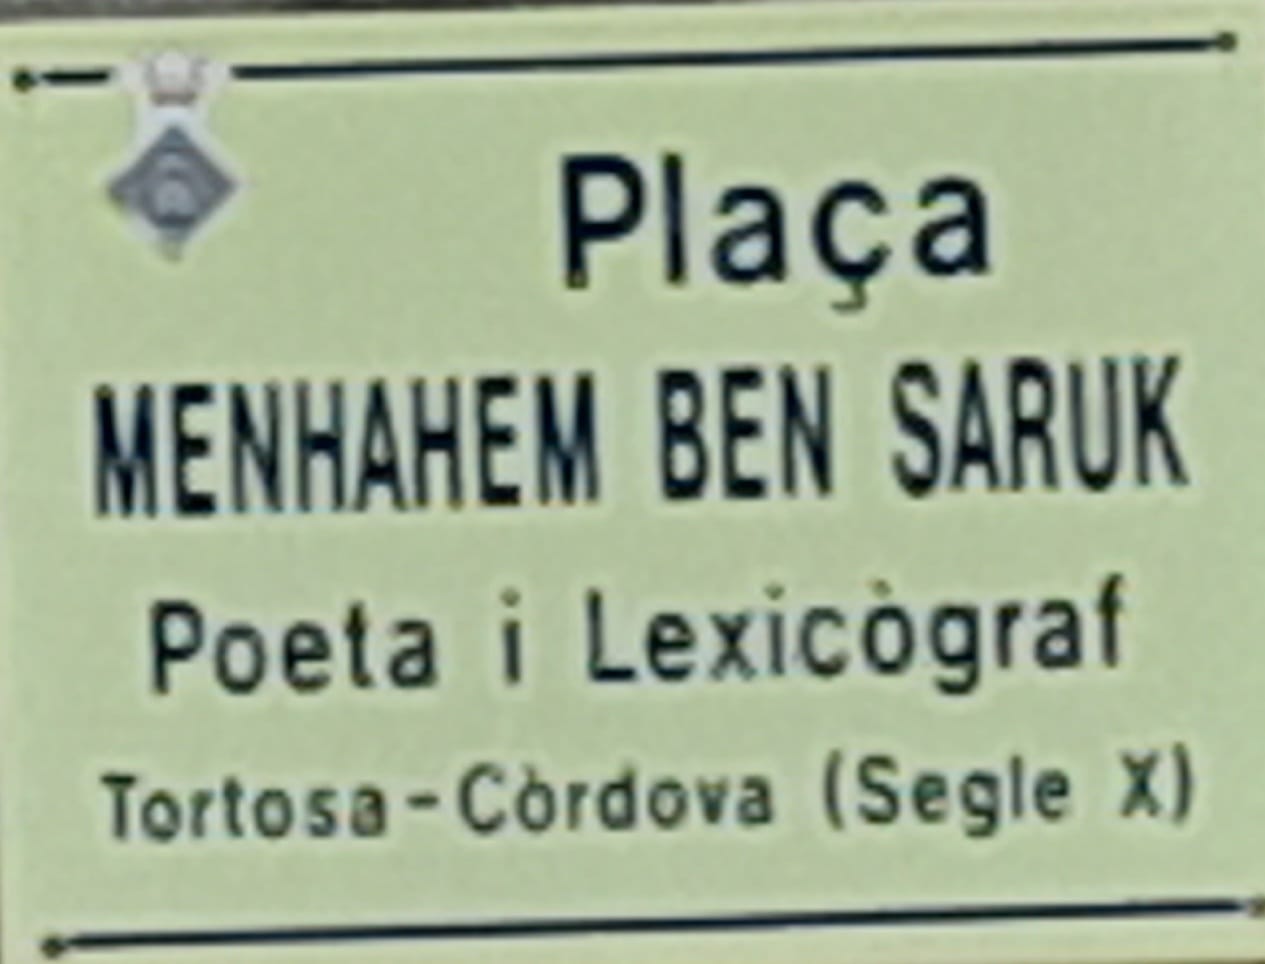 Plaça
MENHAHEM BEN SARUK
Poeta i Lexicògraf
Tortosa-Còrdova (Segle X)